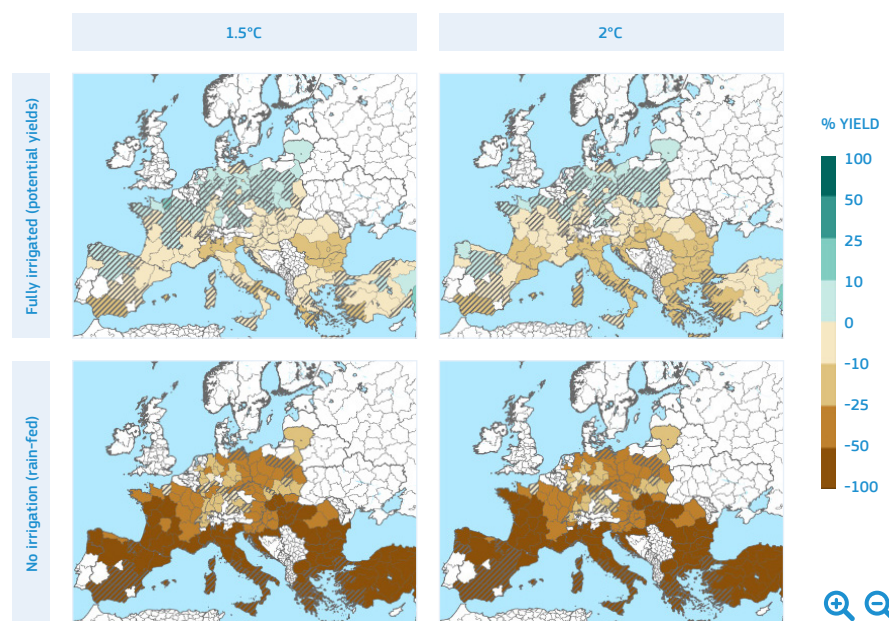 1.5°C
2°C
Fully irrigated (potential yields)
No irrigation (rain-fed)
% YIELD
100
50
25
10
0
-10
-25
-50
-100